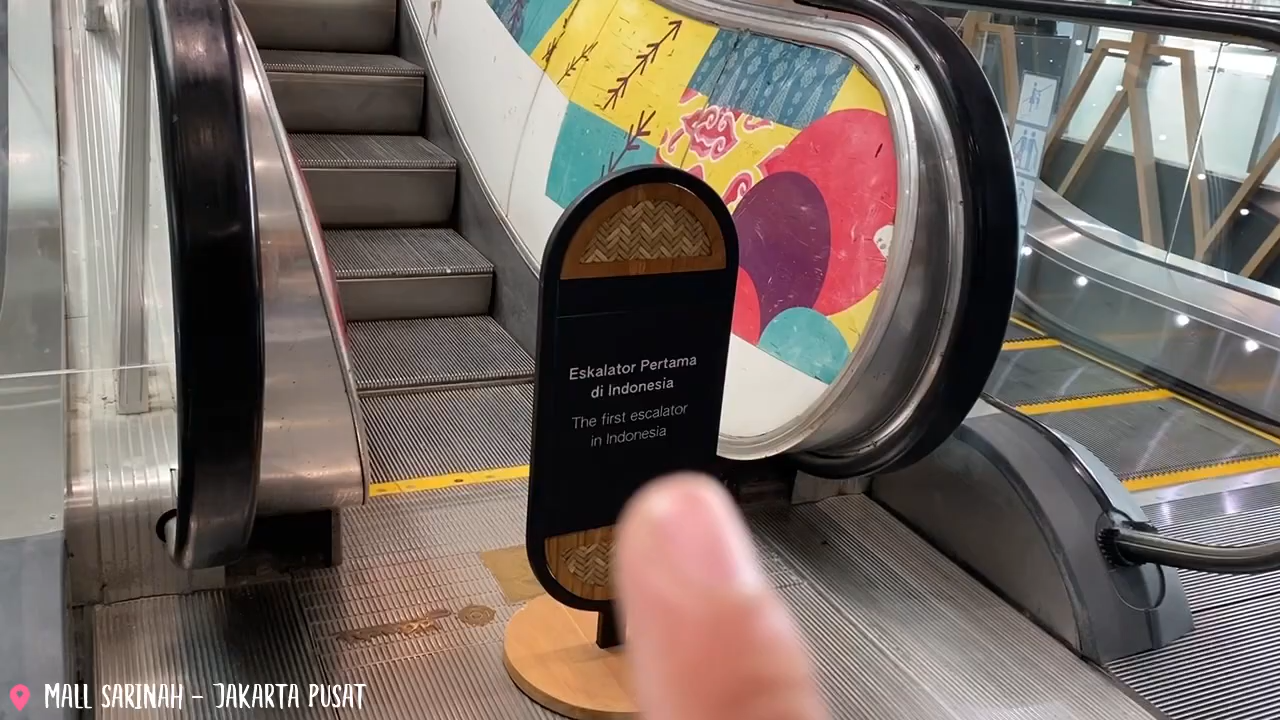 Eskalator Pertama
di Indonesia
The first escalator
in Indonesia
MALL SARINAH - JAKARTA PUSAT